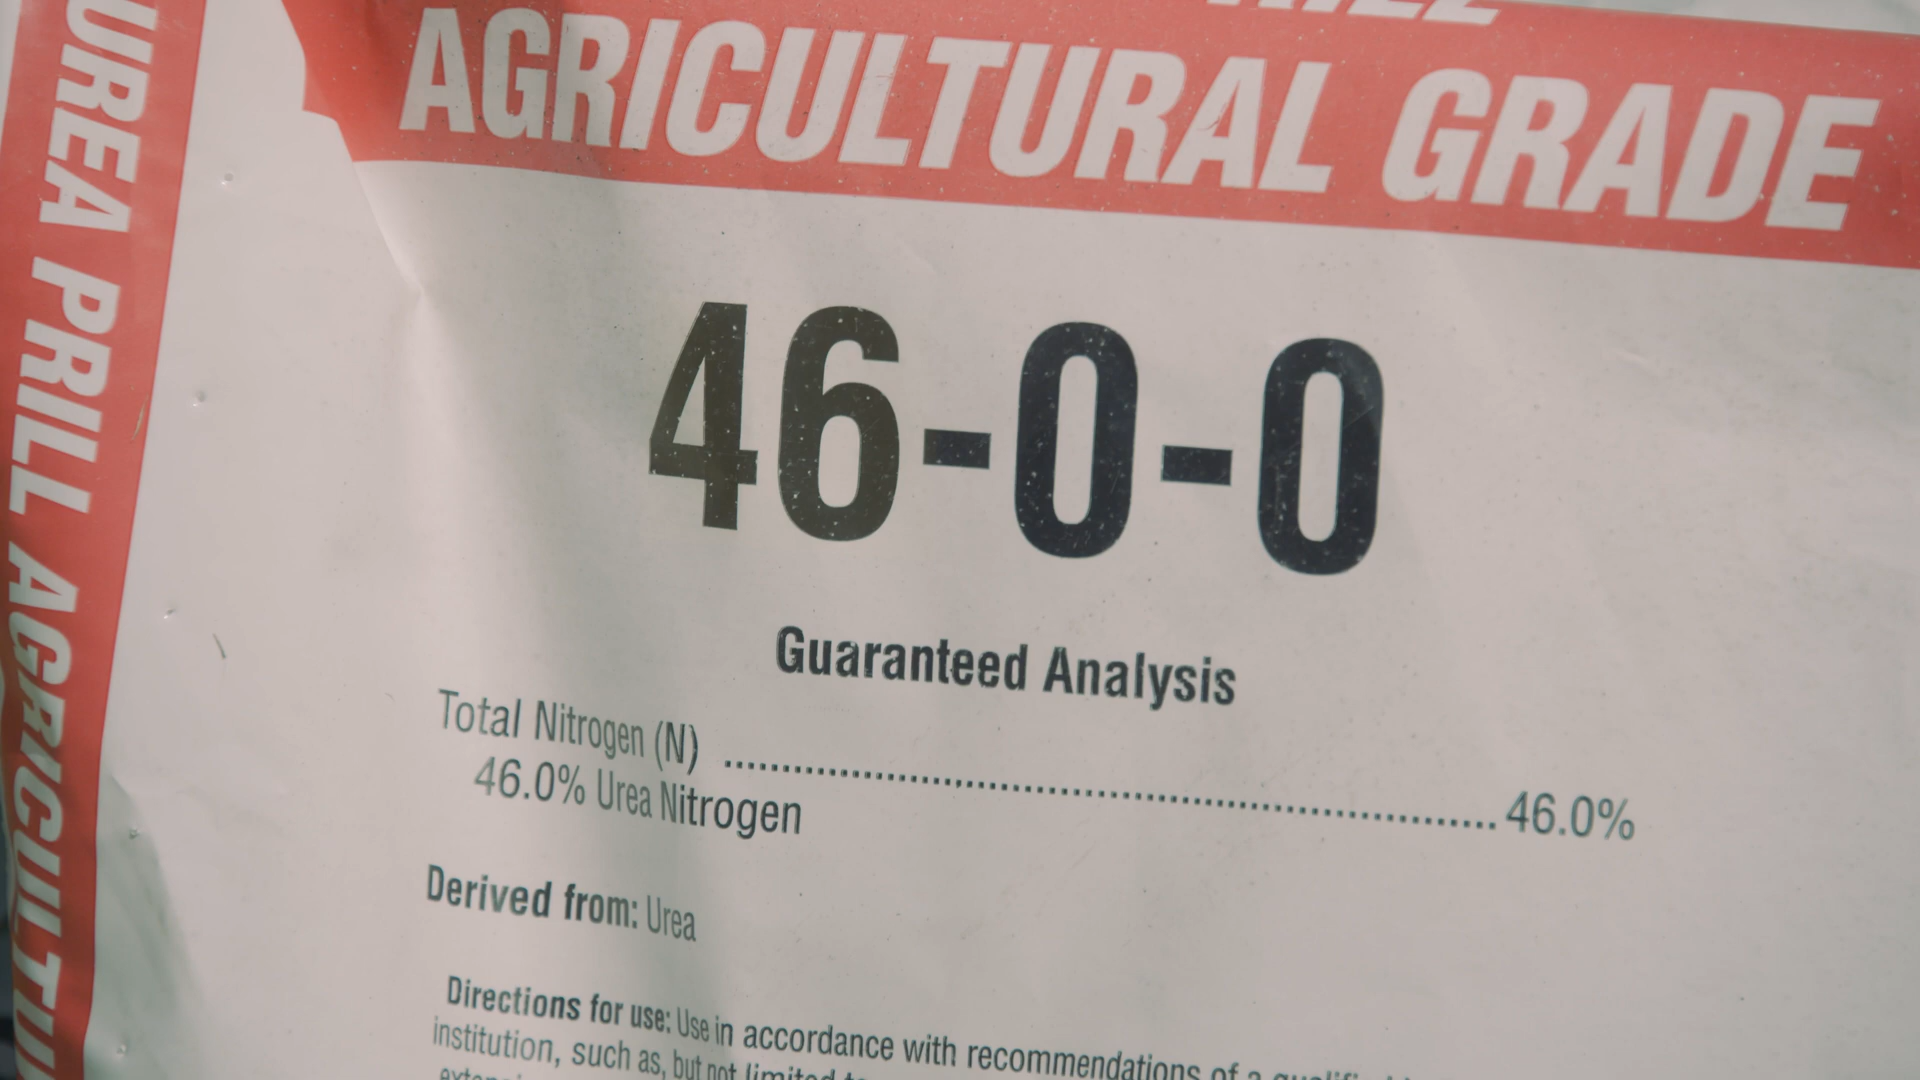 AGRICULTURAL GRADE
46-0-0
Guaranteed Analysis
Total Nitrogen (N) ........................................................................ 46.0%
46.0% Urea Nitrogen
Derived from: Urea
Directions for use: Use in accordance with recommendations of a
institution, such as, but not limited to
UREA PRILL AGRICULTU